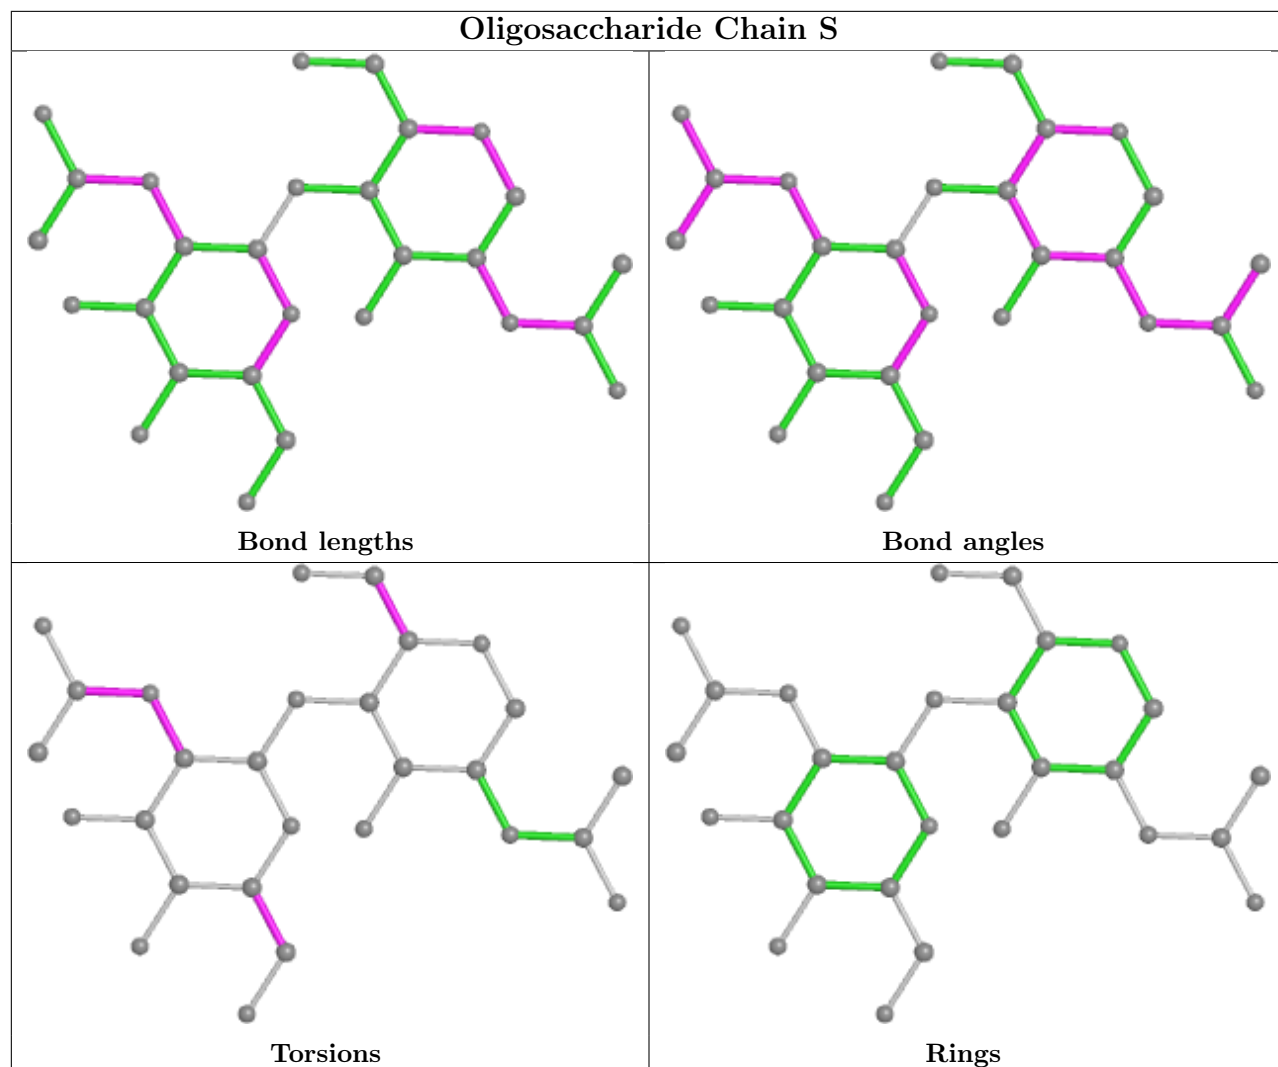 Oligosaccharide Chain S
Bond lengths
Bond angles
Torsions
Rings